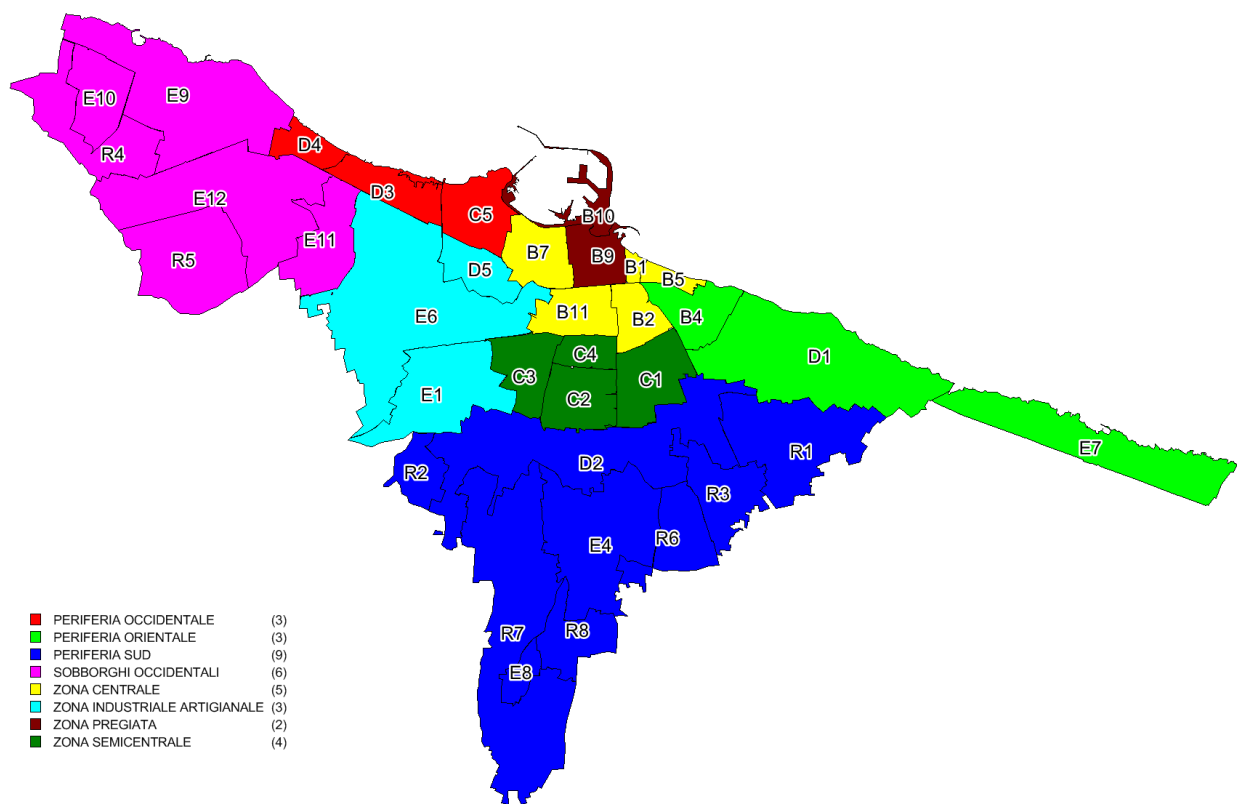 E10
E9
R4
D4
E12
D3
C5
B10
E11
R5
B7
B9
B1
D5
B5
E6
B11
B2
B4
C4
D1
C3
C1
E1
C2
E7
R1
D2
R2
R3
R6
E4
R7
R8
E8
PERIFERIA OCCIDENTALE (3)
PERIFERIA ORIENTALE (3)
PERIFERIA SUD (9)
SOBBORGHI OCCIDENTALI (6)
ZONA CENTRALE (5)
ZONA INDUSTRIALE ARTIGIANALE (3)
ZONA PREGIATA (2)
ZONA SEMICENTRALE (4)